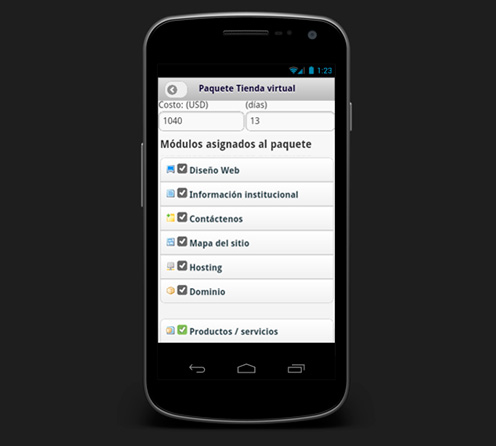 1:23
Paquete Tienda virtual
Costo: (USD) (días)
1040 13
Módulos asignados al paquete
Diseño Web
Información institucional
Contáctenos
Mapa del sitio
Hosting
Dominio
Productos / servicios